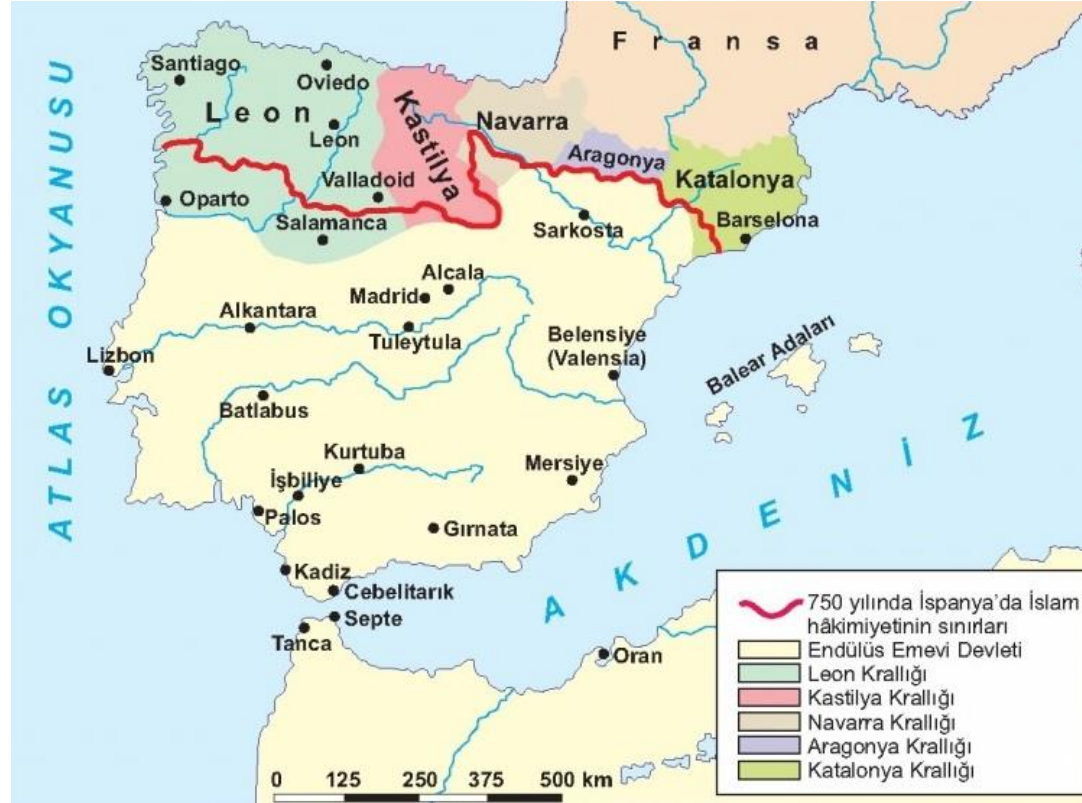 ATLAS OKYANUSU
Fransa
Santiago
Oviedo
Leon
Leon
Kastilya
Navarra
Aragonya
Katalonya
Valladoid
Oparto
Salamanca
Sarkosta
Barselona
Alcala
Madrid
Alkantara
Tuleytula
Belensiye
(Valensia)
Balear Adaları
Lizbon
Batlabus
Kurtuba
Mersiye
İşbiliye
Palos
Gırnata
AKDENİZ
Kadiz
Cebelitarık
Septe
Tanca
Oran
750 yılında İspanya'da İslam
hâkimiyetinin sınırları
Endülüs Emevi Devleti
Leon Krallığı
Kastilya Krallığı
Navarra Krallığı
Aragonya Krallığı
Katalonya Krallığı
0 125 250 375 500 km